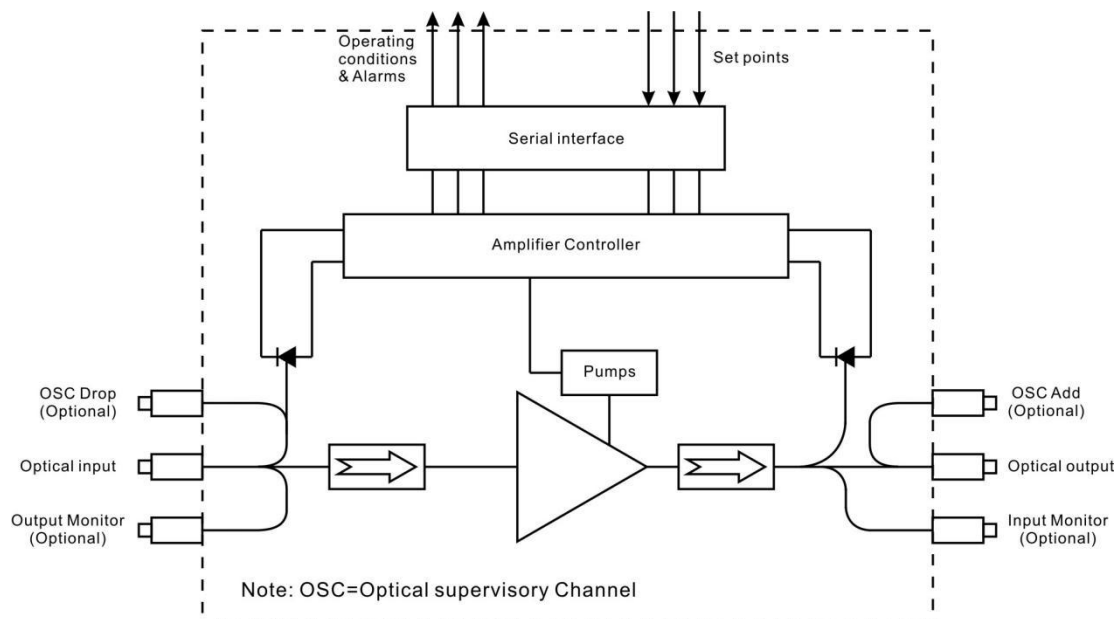 Operating
conditions
& Alarms
Set points
Serial interface
Amplifier Controller
Pumps
OSC Drop
(Optional)
OSC Add
(Optional)
Optical input
Optical output
Output Monitor
(Optional)
Input Monitor
(Optional)
Note: OSC=Optical supervisory Channel